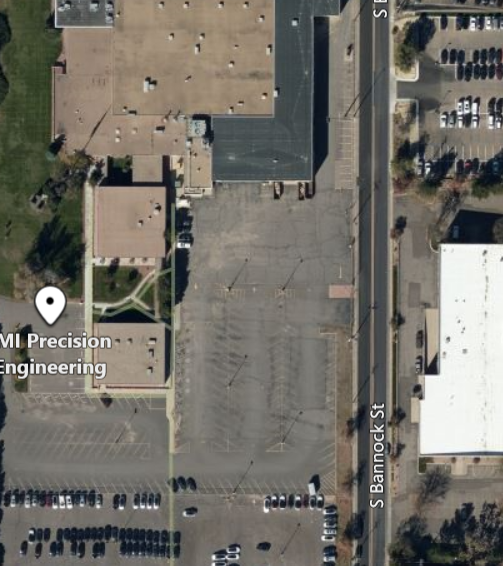 S B
MI Precision
Engineering
S Bannock St